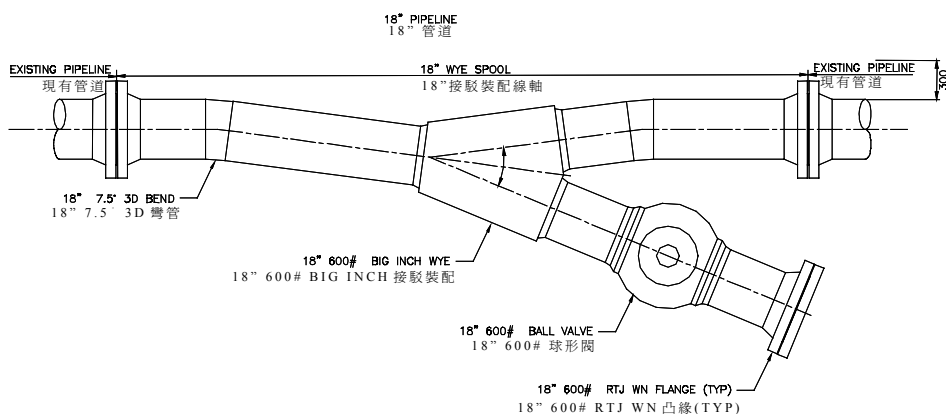 18" PIPELINE
18” 管道
EXISTING PIPELINE
現有管道
18" WYE SPOOL
18”接駁裝配線軸
EXISTING PIPELINE
現有管道
300
18" 7.5° 3D BEND
18” 7.5° 3D 彎管
18" 600# BIG INCH WYE
18” 600# BIG INCH 接駁裝配
18" 600# BALL VALVE
18” 600# 球形閥
18" 600# RTJ WN FLANGE (TYP)
18” 600# RTJ WN 凸緣(TYP)